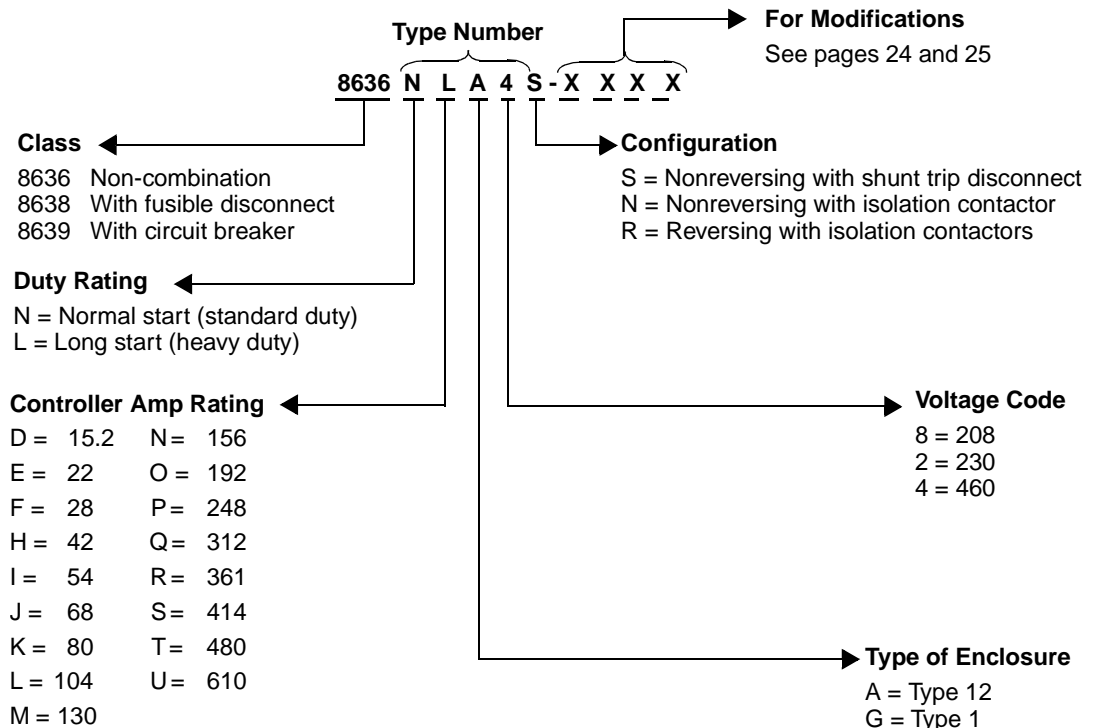 For Modifications
See pages 24 and 25
Type Number
8636 N L A 4 S - X X X X
Class
8636 Non-combination
8638 With fusible disconnect
8639 With circuit breaker
Configuration
S = Nonreversing with shunt trip disconnect
N = Nonreversing with isolation contactor
R = Reversing with isolation contactors
Duty Rating
N = Normal start (standard duty)
L = Long start (heavy duty)
Controller Amp Rating
D = 15.2 N = 156
E = 22 O = 192
F = 28 P = 248
H = 42 Q = 312
I = 54 R = 361
J = 68 S = 414
K = 80 T = 480
L = 104 U = 610
M = 130
Voltage Code
8 = 208
2 = 230
4 = 460
Type of Enclosure
A = Type 12
G = Type 1